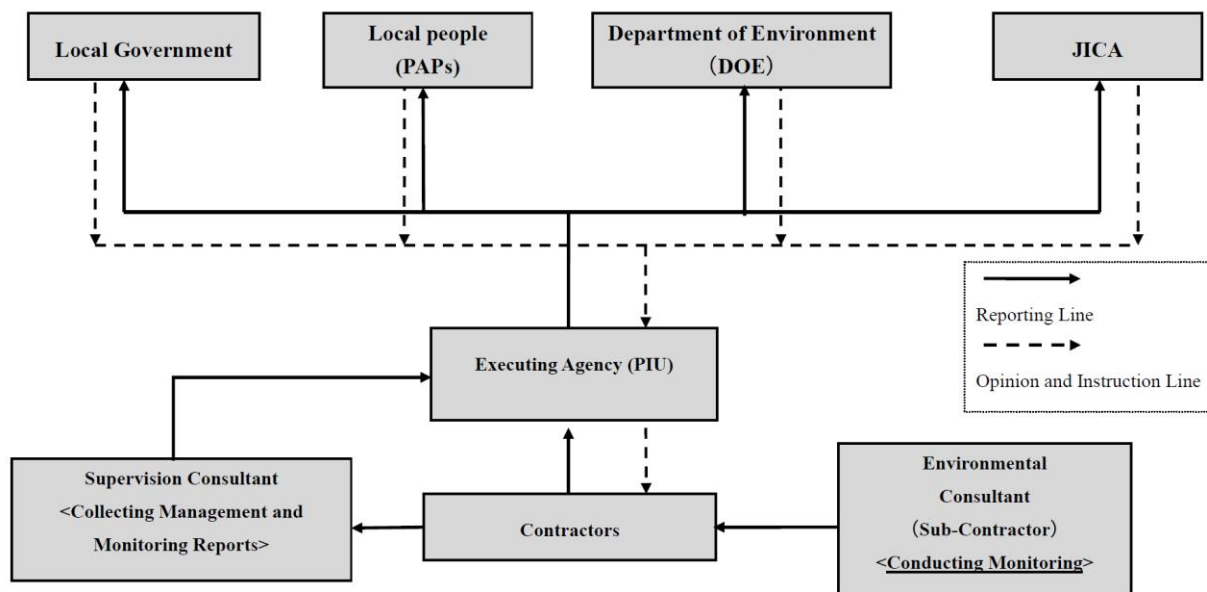 Local Government
Local people
(PAPs)
Department of Environment
（DOE）
JICA
Reporting Line
Opinion and Instruction Line
Executing Agency (PIU)
Supervision Consultant
<Collecting Management and
Monitoring Reports>
Contractors
Environmental
Consultant
（Sub-Contractor）
<Conducting Monitoring>